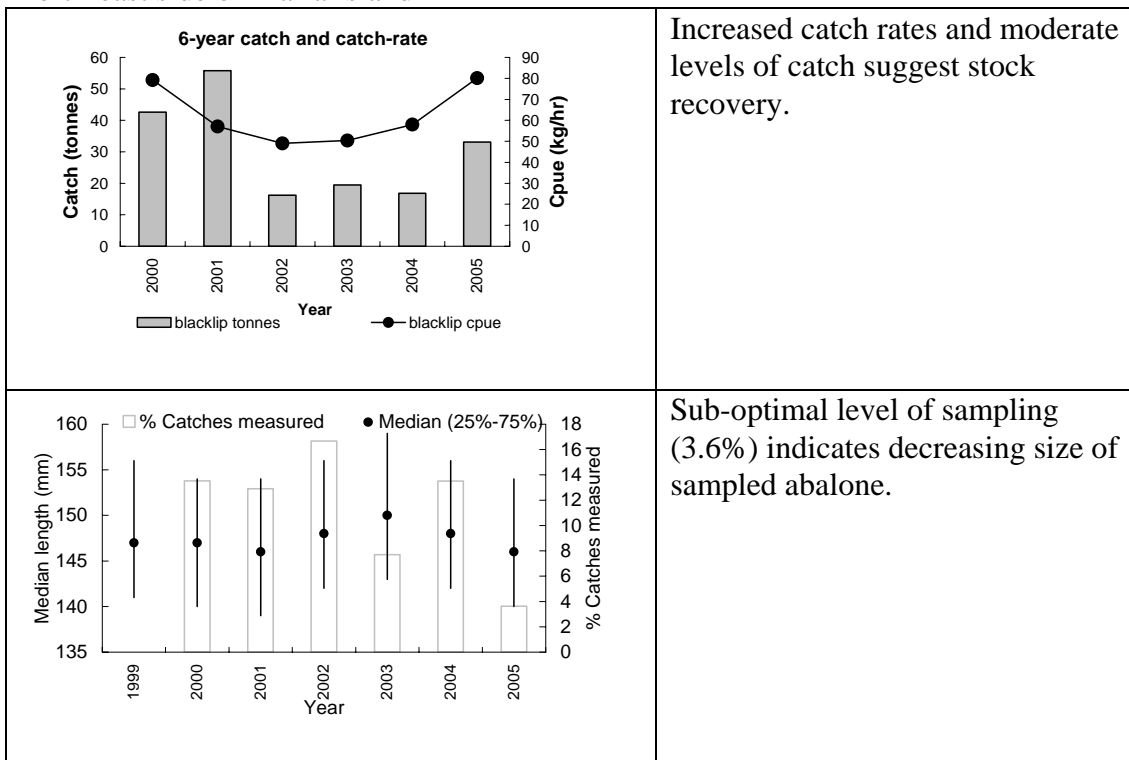 6-year catch and catch-rate
60
50
40
30
20
10
0
Catch (tonnes)
90
80
70
60
50
40
30
20
10
0
Cpue (kg/hr)
2000
2001
2002
2003
2004
2005
Year
blacklip tonnes
blacklip cpue
Increased catch rates and moderate
levels of catch suggest stock
recovery.
% Catches measured
Median (25%-75%)
160
155
150
145
140
135
Median length (mm)
18
16
14
12
10
8
6
4
2
0
% Catches measured
1999
2000
2001
2002
2003
2004
2005
Year
Sub-optimal level of sampling
(3.6%) indicates decreasing size of
sampled abalone.